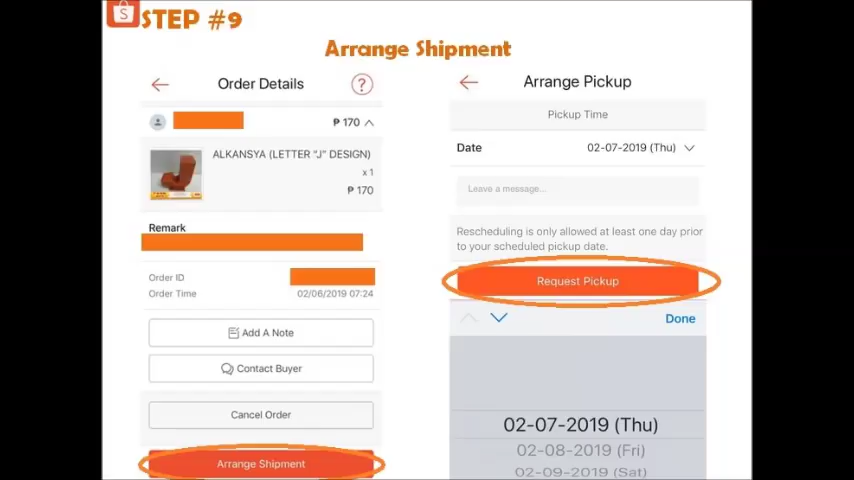 STEP #9
Arrange Shipment
Order Details
?
₱ 170
ALKANSYA (LETTER "J" DESIGN)
x 1
₱ 170
Remark
Order ID
Order Time 02/06/2019 07:24
Add A Note
Contact Buyer
Cancel Order
Arrange Shipment
Arrange Pickup
Pickup Time
Date 02-07-2019 (Thu)
Leave a message...
Rescheduling is only allowed at least one day prior
to your scheduled pickup date.
Request Pickup
Done
02-07-2019 (Thu)
02-08-2019 (Fri)
02-09-2019 (Sat)